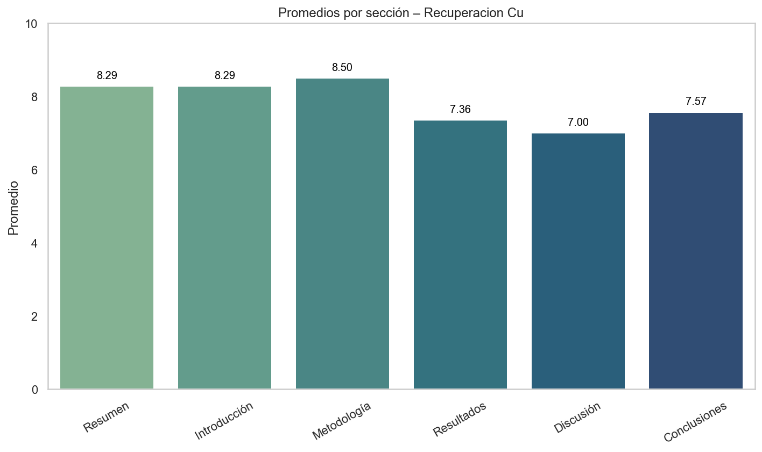 Promedios por sección – Recuperacion Cu
Promedio
10
8
6
4
2
0
8.29
8.29
8.50
7.36
7.00
7.57
Resumen
Introducción
Metodología
Resultados
Discusión
Conclusiones